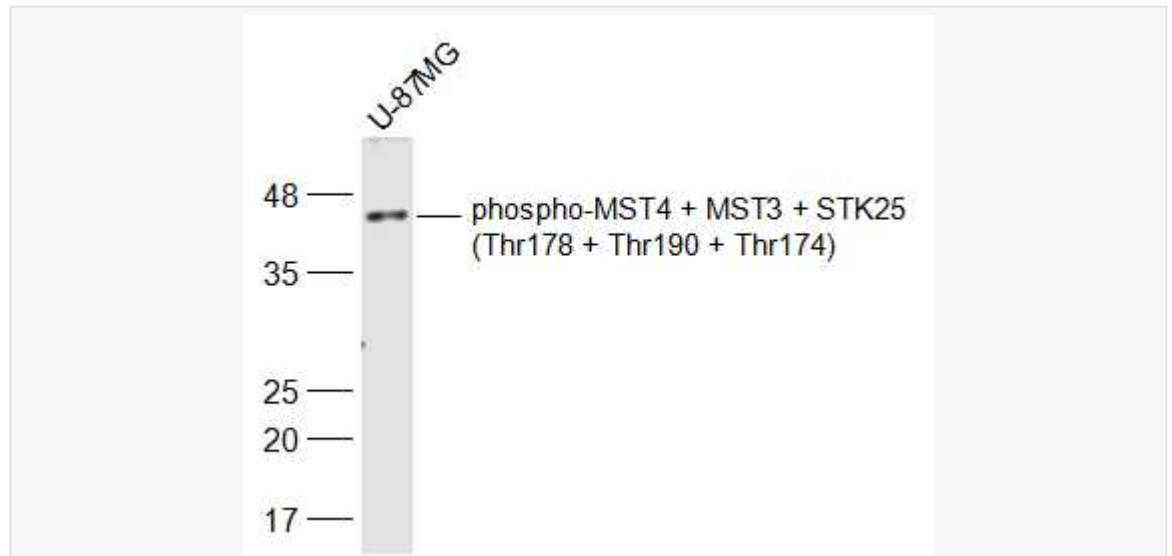 U-87MG
48
phospho-MST4 + MST3 + STK25
(Thr178 + Thr190 + Thr174)
35
25
20
17